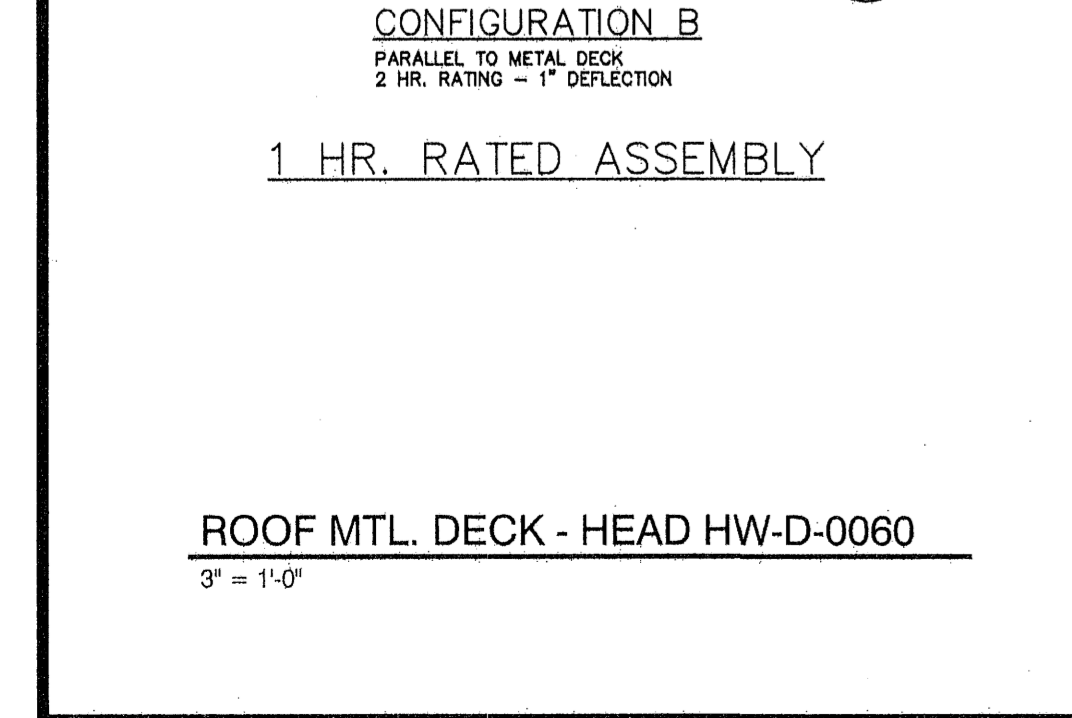 CONFIGURATION B
PARALLEL TO METAL DECK
2 HR. RATING - 1" DEFLECTION
1 HR. RATED ASSEMBLY
ROOF MTL. DECK - HEAD HW-D-0060
3" = 1'-0"